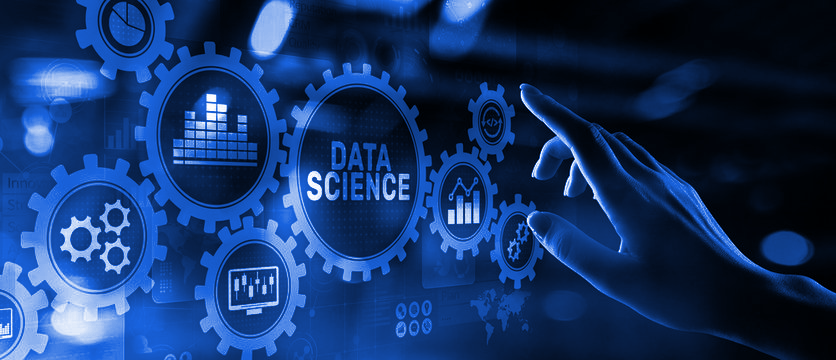 DATA
SCIENCE
</>